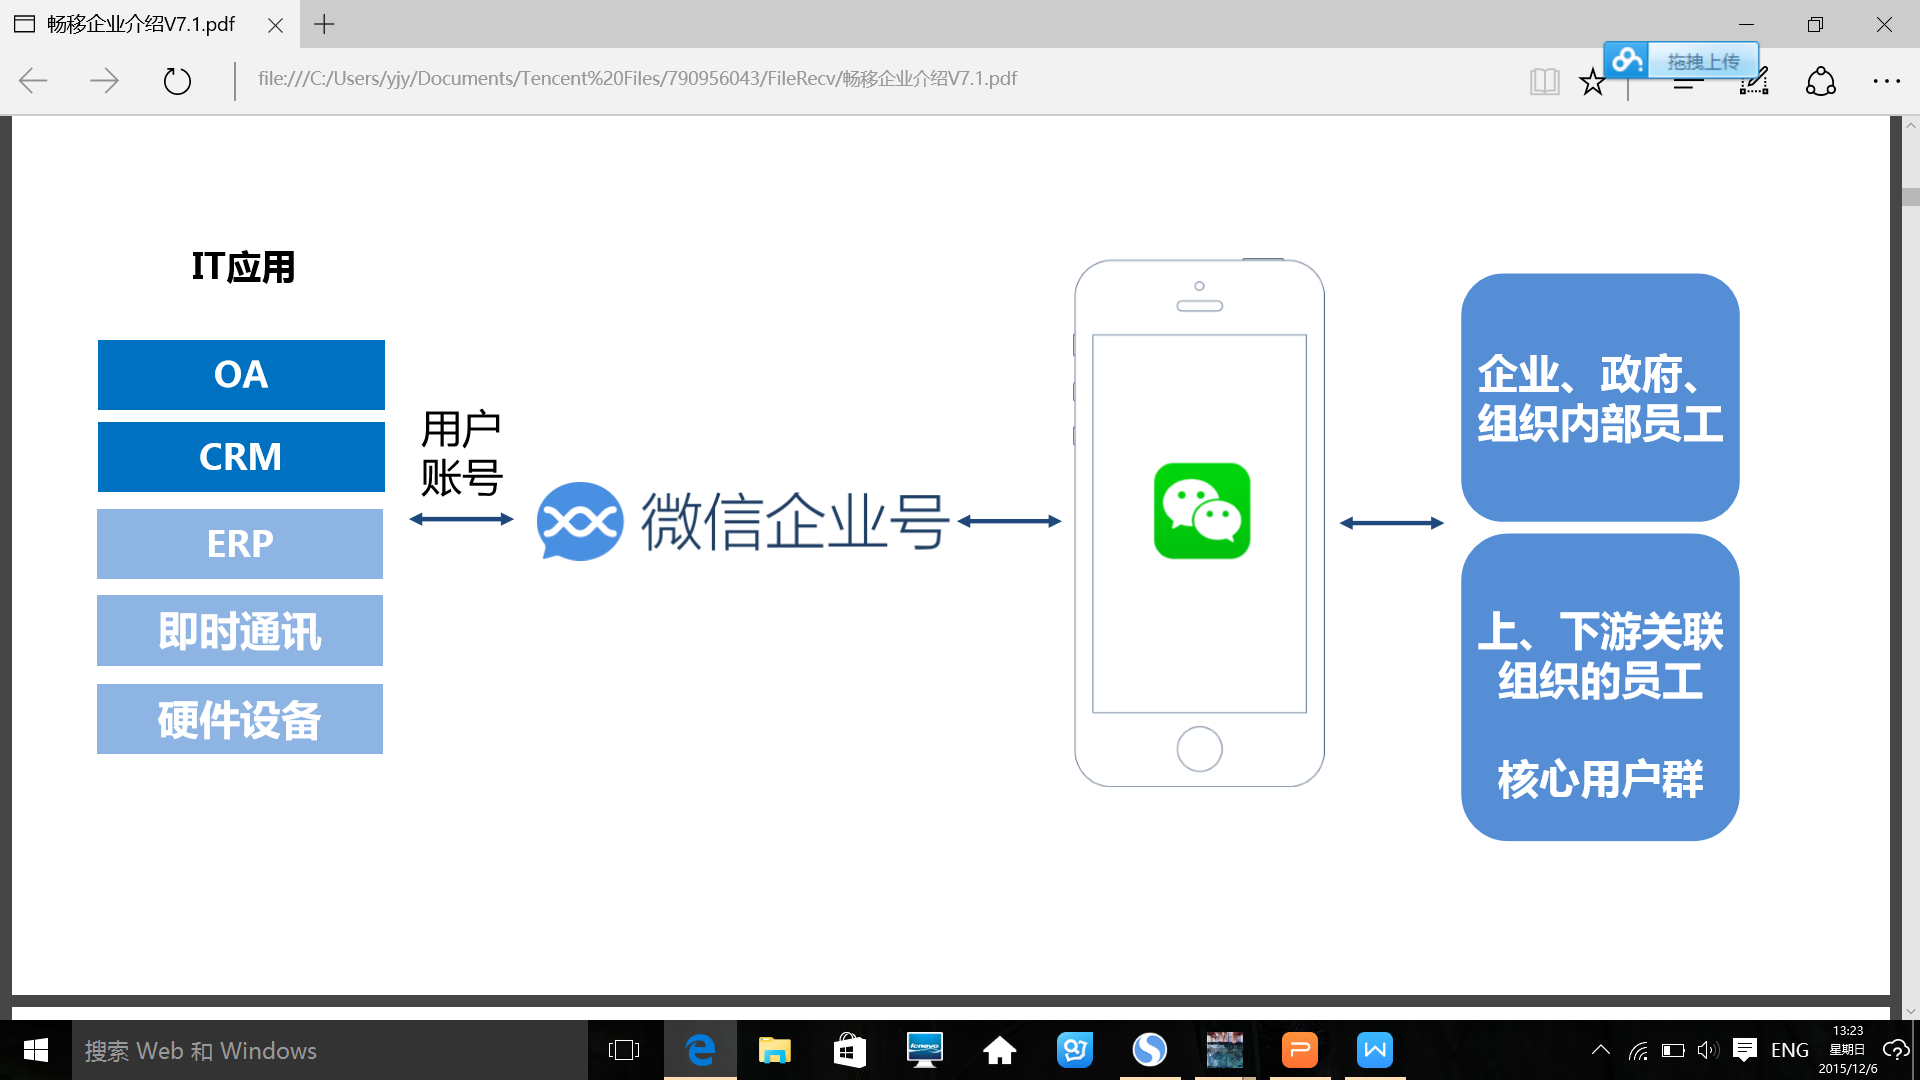 畅移企业介绍V7.1.pdf
file:///C:/Users/yjy/Documents/Tencent%20Files/790956043/FileRecv/畅移企业介绍V7.1.pdf
拖拽上传
IT应用
OA
CRM
ERP
即时通讯
硬件设备
用户
账号
微信企业号
企业、政府、
组织内部员工
上、下游关联
组织的员工
核心用户群
搜索 Web 和 Windows
lenovo
ENG
13:23
星期日
2015/12/6